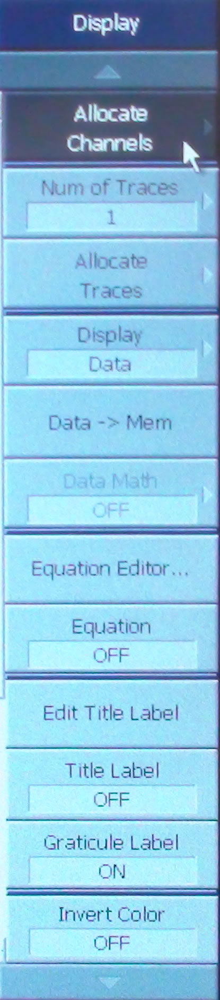 Display
Allocate
Channels
Num of Traces
1
Allocate
Traces
Display
Data
Data -> Mem
Data Math
OFF
Equation Editor...
Equation
OFF
Edit Title Label
Title Label
OFF
Graticule Label
ON
Invert Color
OFF